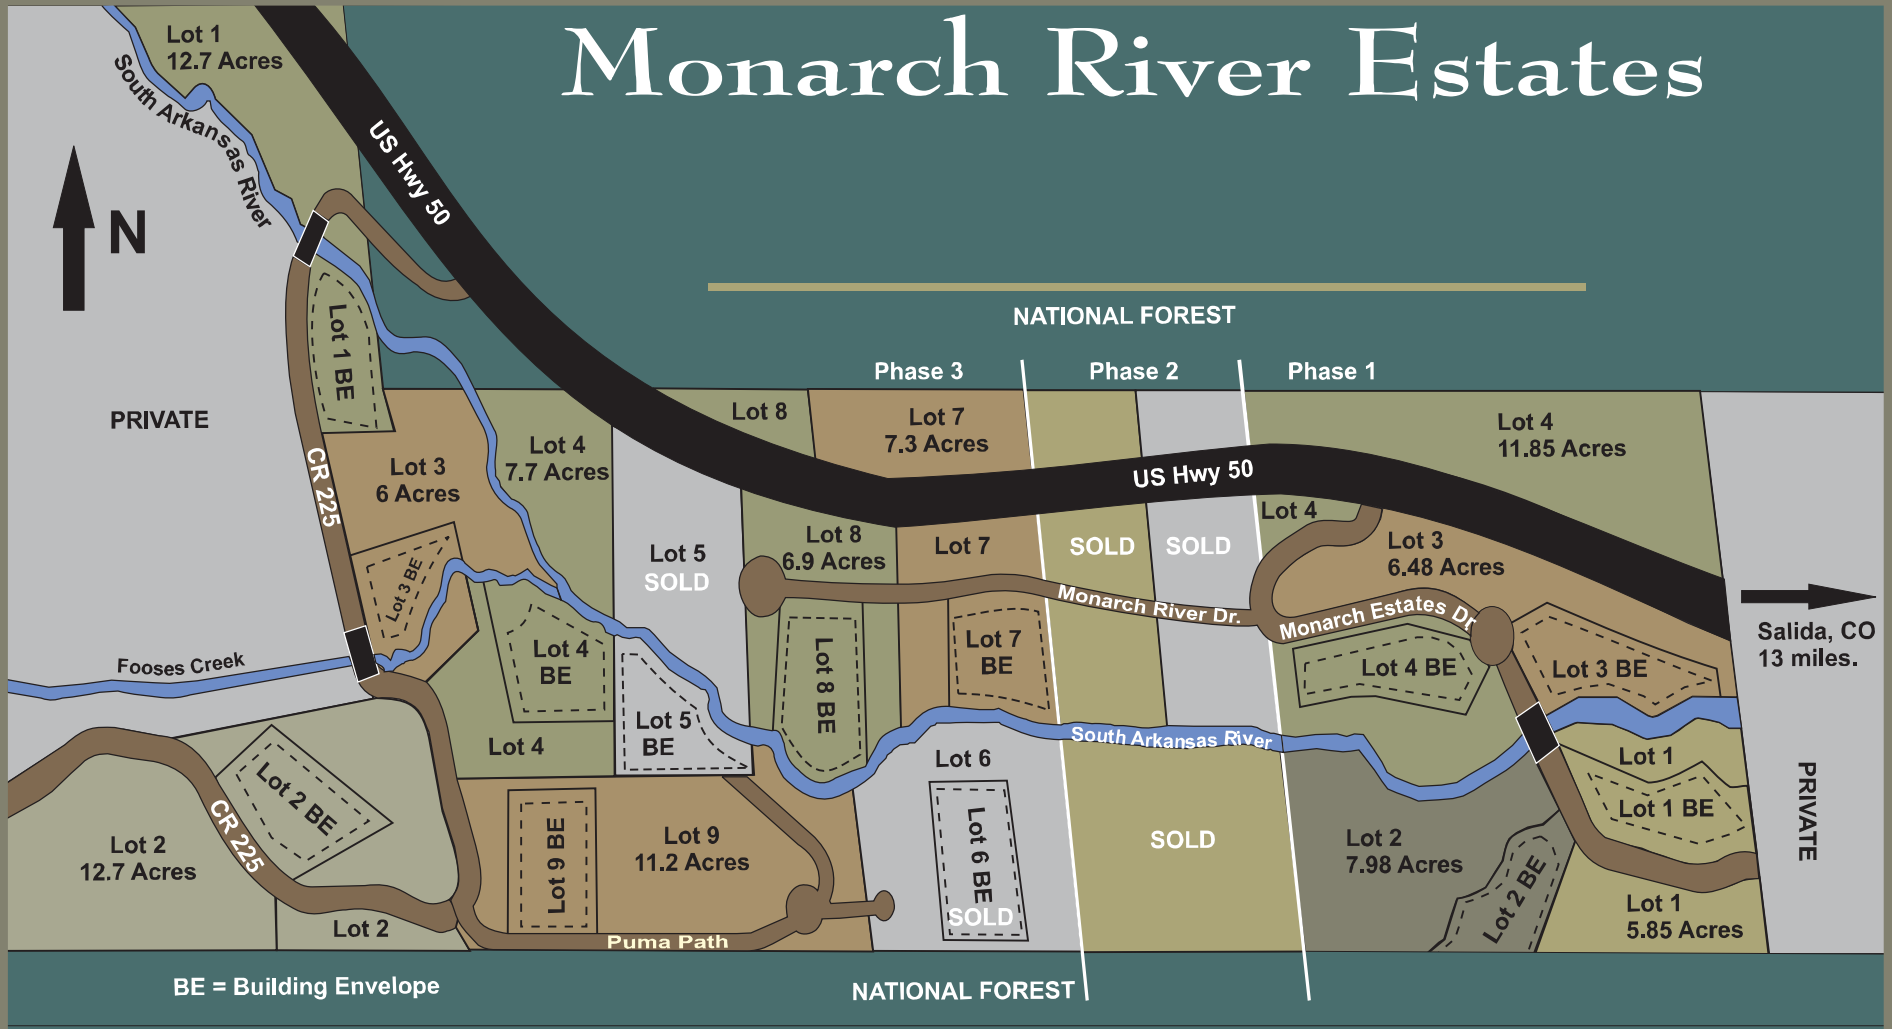 Monarch River Estates
Lot 1
12.7 Acres
South Arkansas River
US Hwy 50
N
NATIONAL FOREST
Phase 3
Phase 2
Phase 1
PRIVATE
Lot 1 BE
CR 225
Lot 3
6 Acres
Lot 3 BE
Lot 4
7.7 Acres
Lot 4
BE
Lot 4
Lot 5
SOLD
Lot 5
BE
Lot 8
Lot 8
6.9 Acres
Lot 8 BE
Lot 7
7.3 Acres
Lot 7
Lot 7
BE
US Hwy 50
SOLD
SOLD
Monarch River Dr.
Lot 4
11.85 Acres
Lot 4
Lot 3
6.48 Acres
Monarch Estates Dr.
Lot 4 BE
Lot 3 BE
Salida, CO
13 miles.
Fooses Creek
South Arkansas River
Lot 2 BE
CR 225
Lot 2
12.7 Acres
Lot 2
Lot 9 BE
Lot 9
11.2 Acres
Puma Path
Lot 6
Lot 6 BE
SOLD
SOLD
Lot 2
7.98 Acres
Lot 2 BE
Lot 1
Lot 1 BE
Lot 1
5.85 Acres
PRIVATE
BE = Building Envelope
NATIONAL FOREST